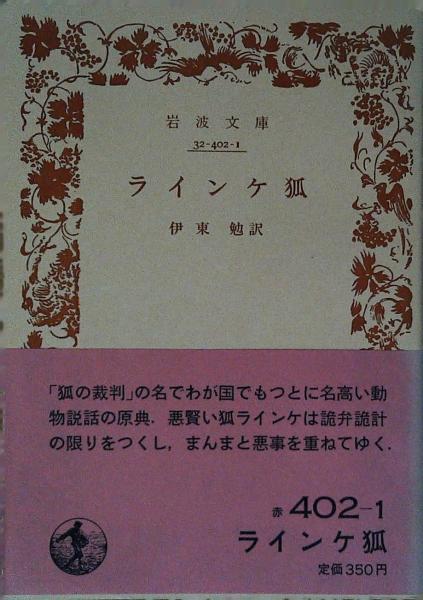 岩波文庫
32-402-1
ラインケ狐
伊東 勉訳
「狐の裁判」の名でわが国でもつとに名高い動
物説話の原典．悪賢い狐ラインケは詭弁詭計
の限りをつくし，まんまと悪事を重ねてゆく．
赤 402-1
ラインケ狐
定価350円